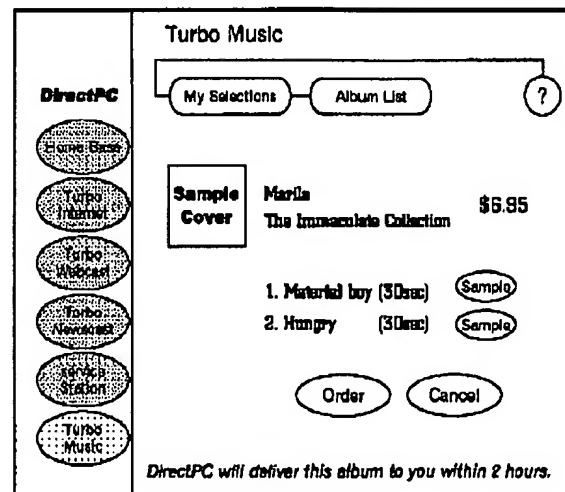 Turbo Music
DirectPC
My Selections
Album List
?
Home Base
Turbo Internet
Turbo Webcast
Turbo Newscast
Service Station
Turbo Music
Sample Cover
The Immaculate Collection
$6.95
1. Material boy (30sec) Sample
2. Hungry (30sec) Sample
Order
Cancel
DirectPC will deliver this album to you within 2 hours.